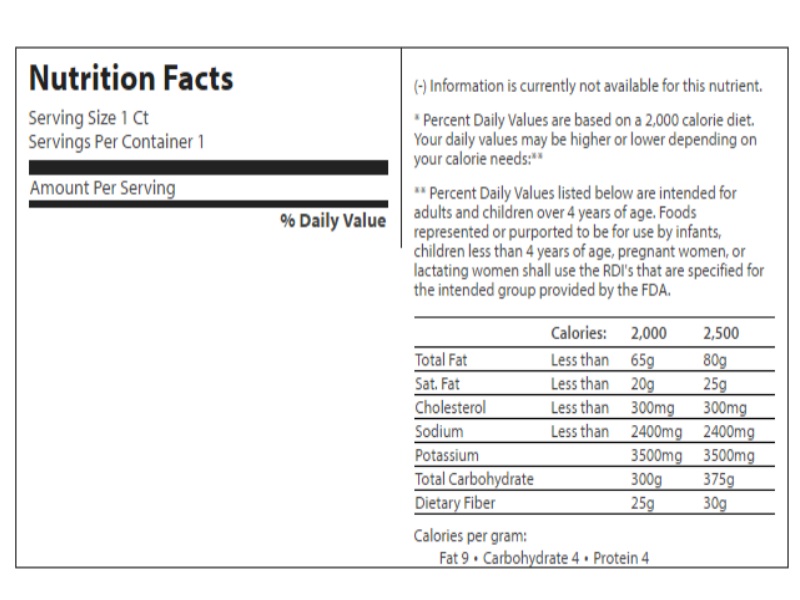 Nutrition Facts
Serving Size 1 Ct
Servings Per Container 1
Amount Per Serving
% Daily Value
(-) Information is currently not available for this nutrient.
* Percent Daily Values are based on a 2,000 calorie diet.
Your daily values may be higher or lower depending on
your calorie needs:**
** Percent Daily Values listed below are intended for
adults and children over 4 years of age. Foods
represented or purported to be for use by infants,
children less than 4 years of age, pregnant women, or
lactating women shall use the RDI's that are specified for
the intended group provided by the FDA.
Calories: 2,000 2,500
Total Fat Less than 65g 80g
Sat. Fat Less than 20g 25g
Cholesterol Less than 300mg 300mg
Sodium Less than 2400mg 2400mg
Potassium 3500mg 3500mg
Total Carbohydrate 300g 375g
Dietary Fiber 25g 30g
Calories per gram:
Fat 9 • Carbohydrate 4 • Protein 4